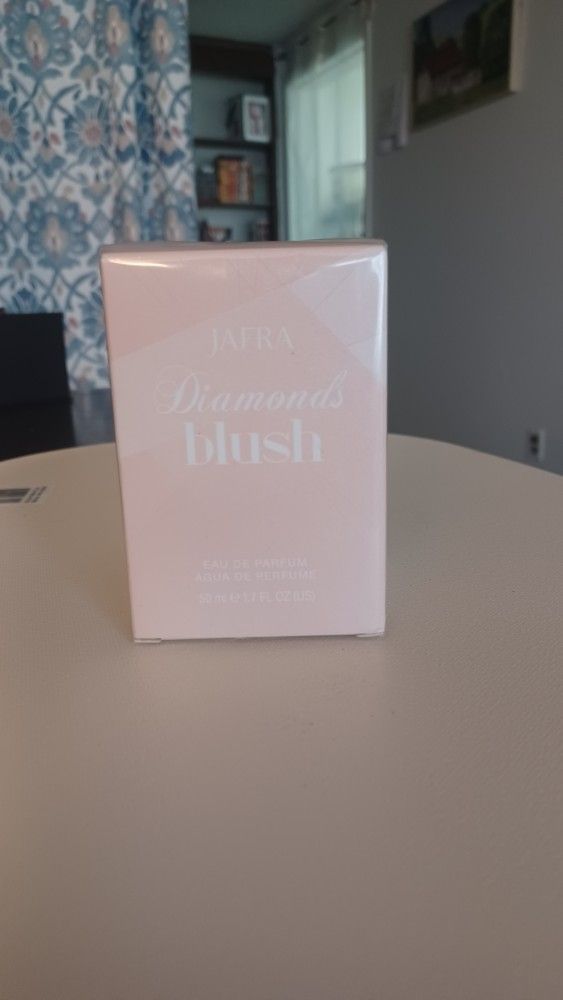 JAFRA
Diamonds
blush
EAU DE PARFUM
AGUA DE PERFUME
50 ml e 1.7 FL OZ (US)